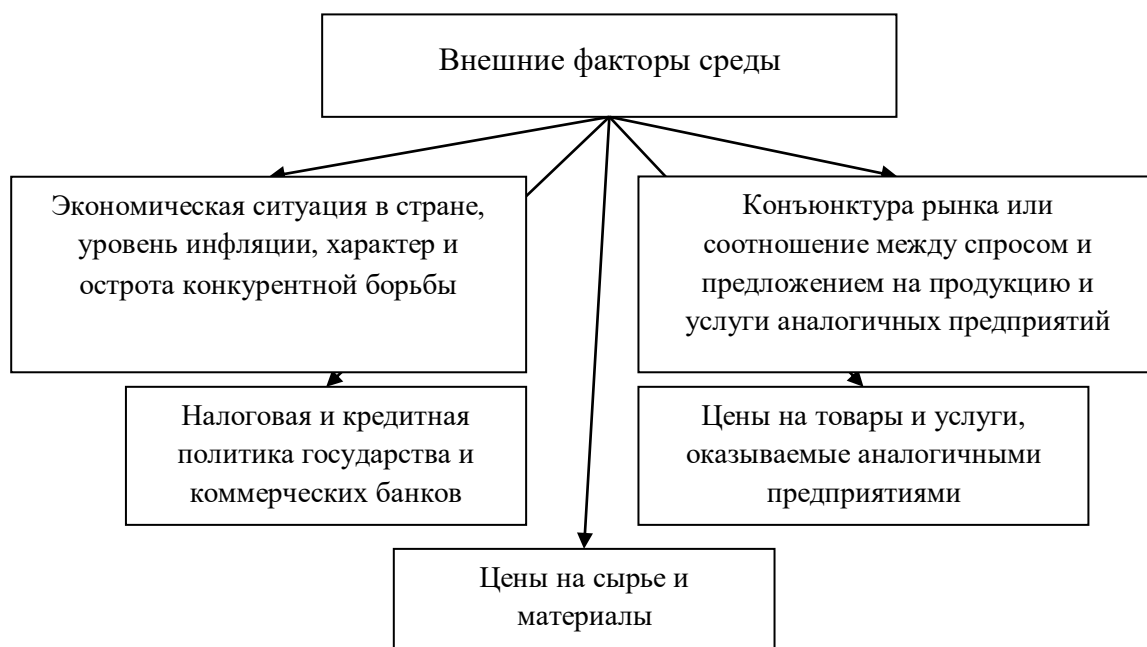 Внешние факторы среды
Экономическая ситуация в стране,
уровень инфляции, характер и
острота конкурентной борьбы
Конъюнктура рынка или
соотношение между спросом и
предложением на продукцию и
услуги аналогичных предприятий
Налоговая и кредитная
политика государства и
коммерческих банков
Цены на товары и услуги,
оказываемые аналогичными
предприятиями
Цены на сырье и
материалы